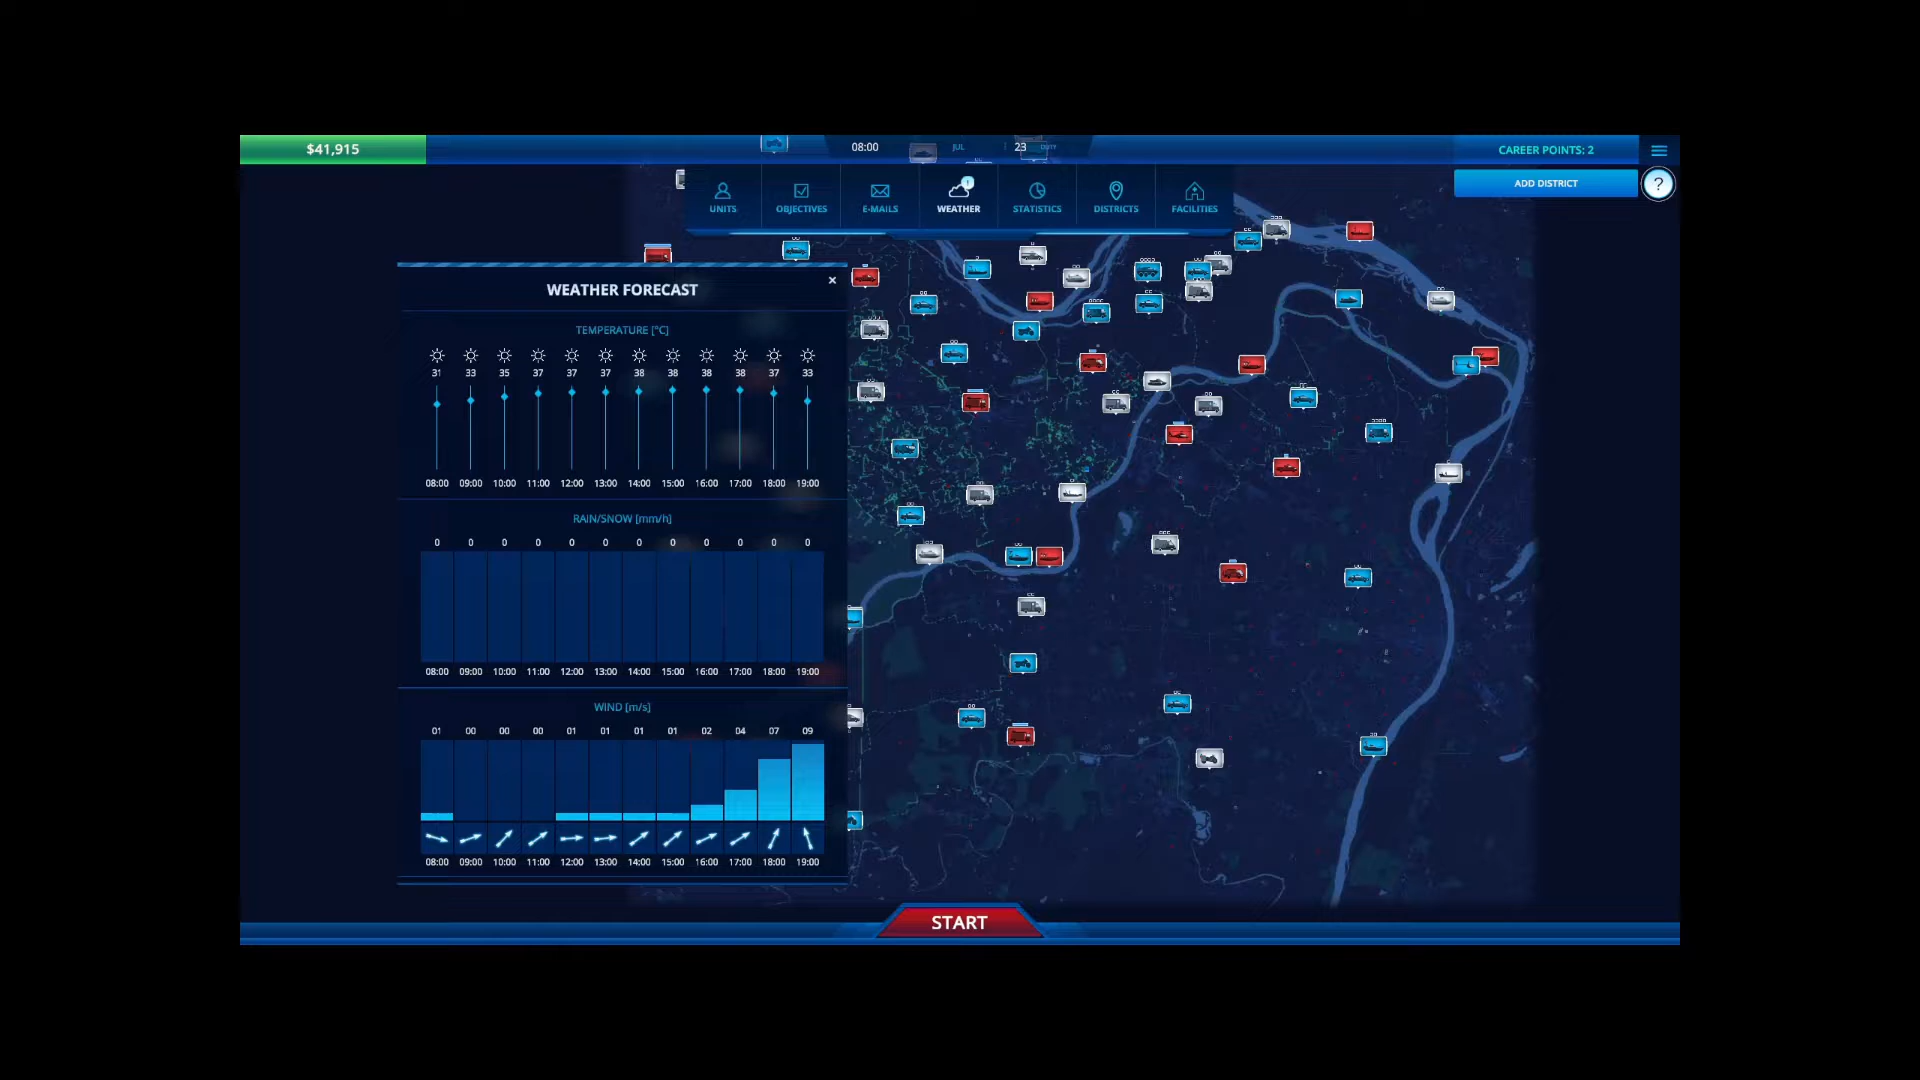 $41,915
08:00 JUL 23 DUTY
CAREER POINTS: 2
ADD DISTRICT
?
UNITS OBJECTIVES E-MAILS WEATHER STATISTICS DISTRICTS FACILITIES
WEATHER FORECAST
TEMPERATURE [°C]
31 33 35 37 37 37 38 38 38 38 37 33
08:00 09:00 10:00 11:00 12:00 13:00 14:00 15:00 16:00 17:00 18:00 19:00
RAIN/SNOW [mm/h]
0 0 0 0 0 0 0 0 0 0 0 0
08:00 09:00 10:00 11:00 12:00 13:00 14:00 15:00 16:00 17:00 18:00 19:00
WIND [m/s]
01 00 00 00 01 01 01 01 02 04 07 09
08:00 09:00 10:00 11:00 12:00 13:00 14:00 15:00 16:00 17:00 18:00 19:00
START